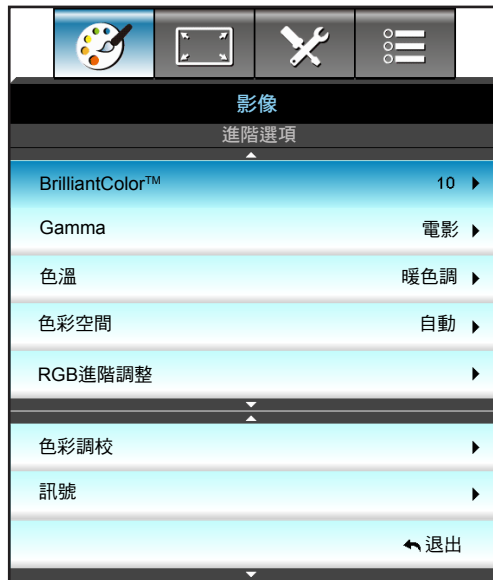 影像
進階選項
BrilliantColor™ 10
Gamma 電影
色溫 暖色調
色彩空間 自動
RGB進階調整
色彩調校
訊號
退出